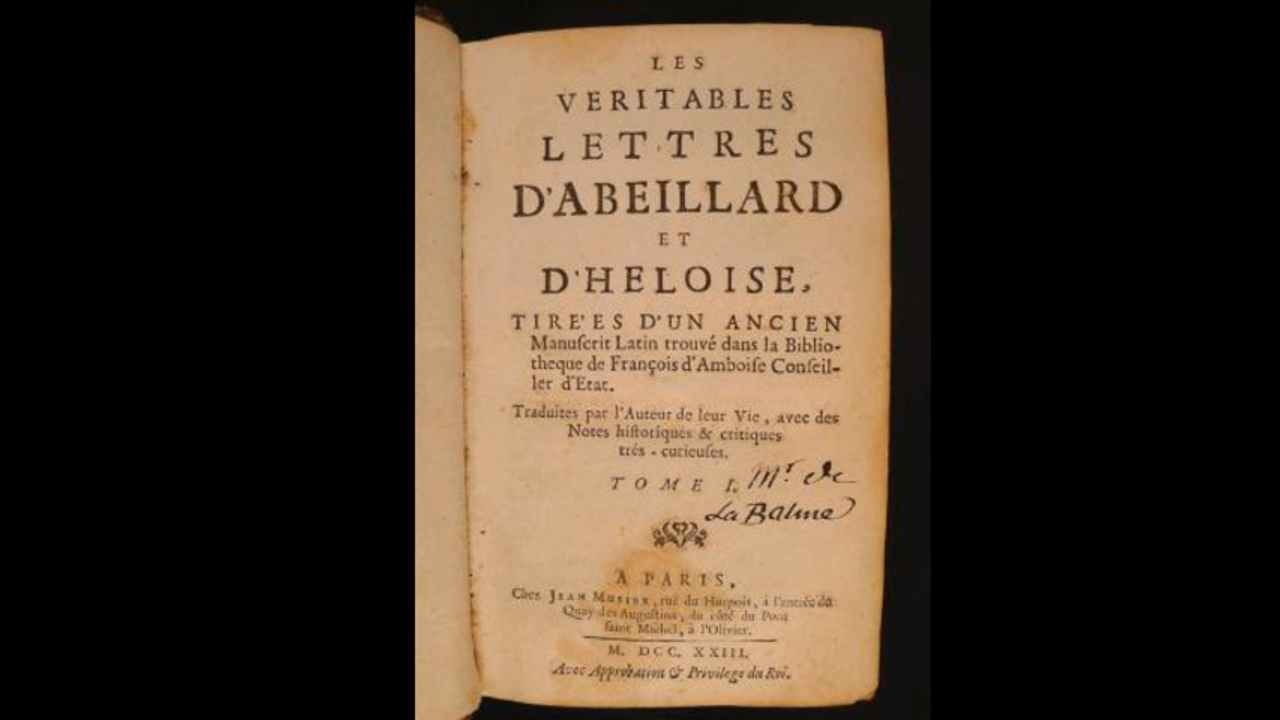 LES
VERITABLES
LETTRES
D'ABEILLARD
ET
D'HELOISE,
TIRE'ES D'UN ANCIEN
Manuſcrit Latin trouvé dans la Biblio-
theque de François d'Amboiſe Conſeil-
ler d'Etat.
Traduites par l'Auteur de leur Vie, avec des
Notes hiſtoriques & critiques
trés-curieuſes.
TOME I. Mr. de
La Balme
A PARIS,
Chez JEAN MUSIER, ruë du Hurpois, à l'entrée du
Quay des Auguſtins, du côté du Pont
ſaint Michel, à l'Olivier.
M. DCC. XXIII.
Avec Approbation & Privilege du Roi.